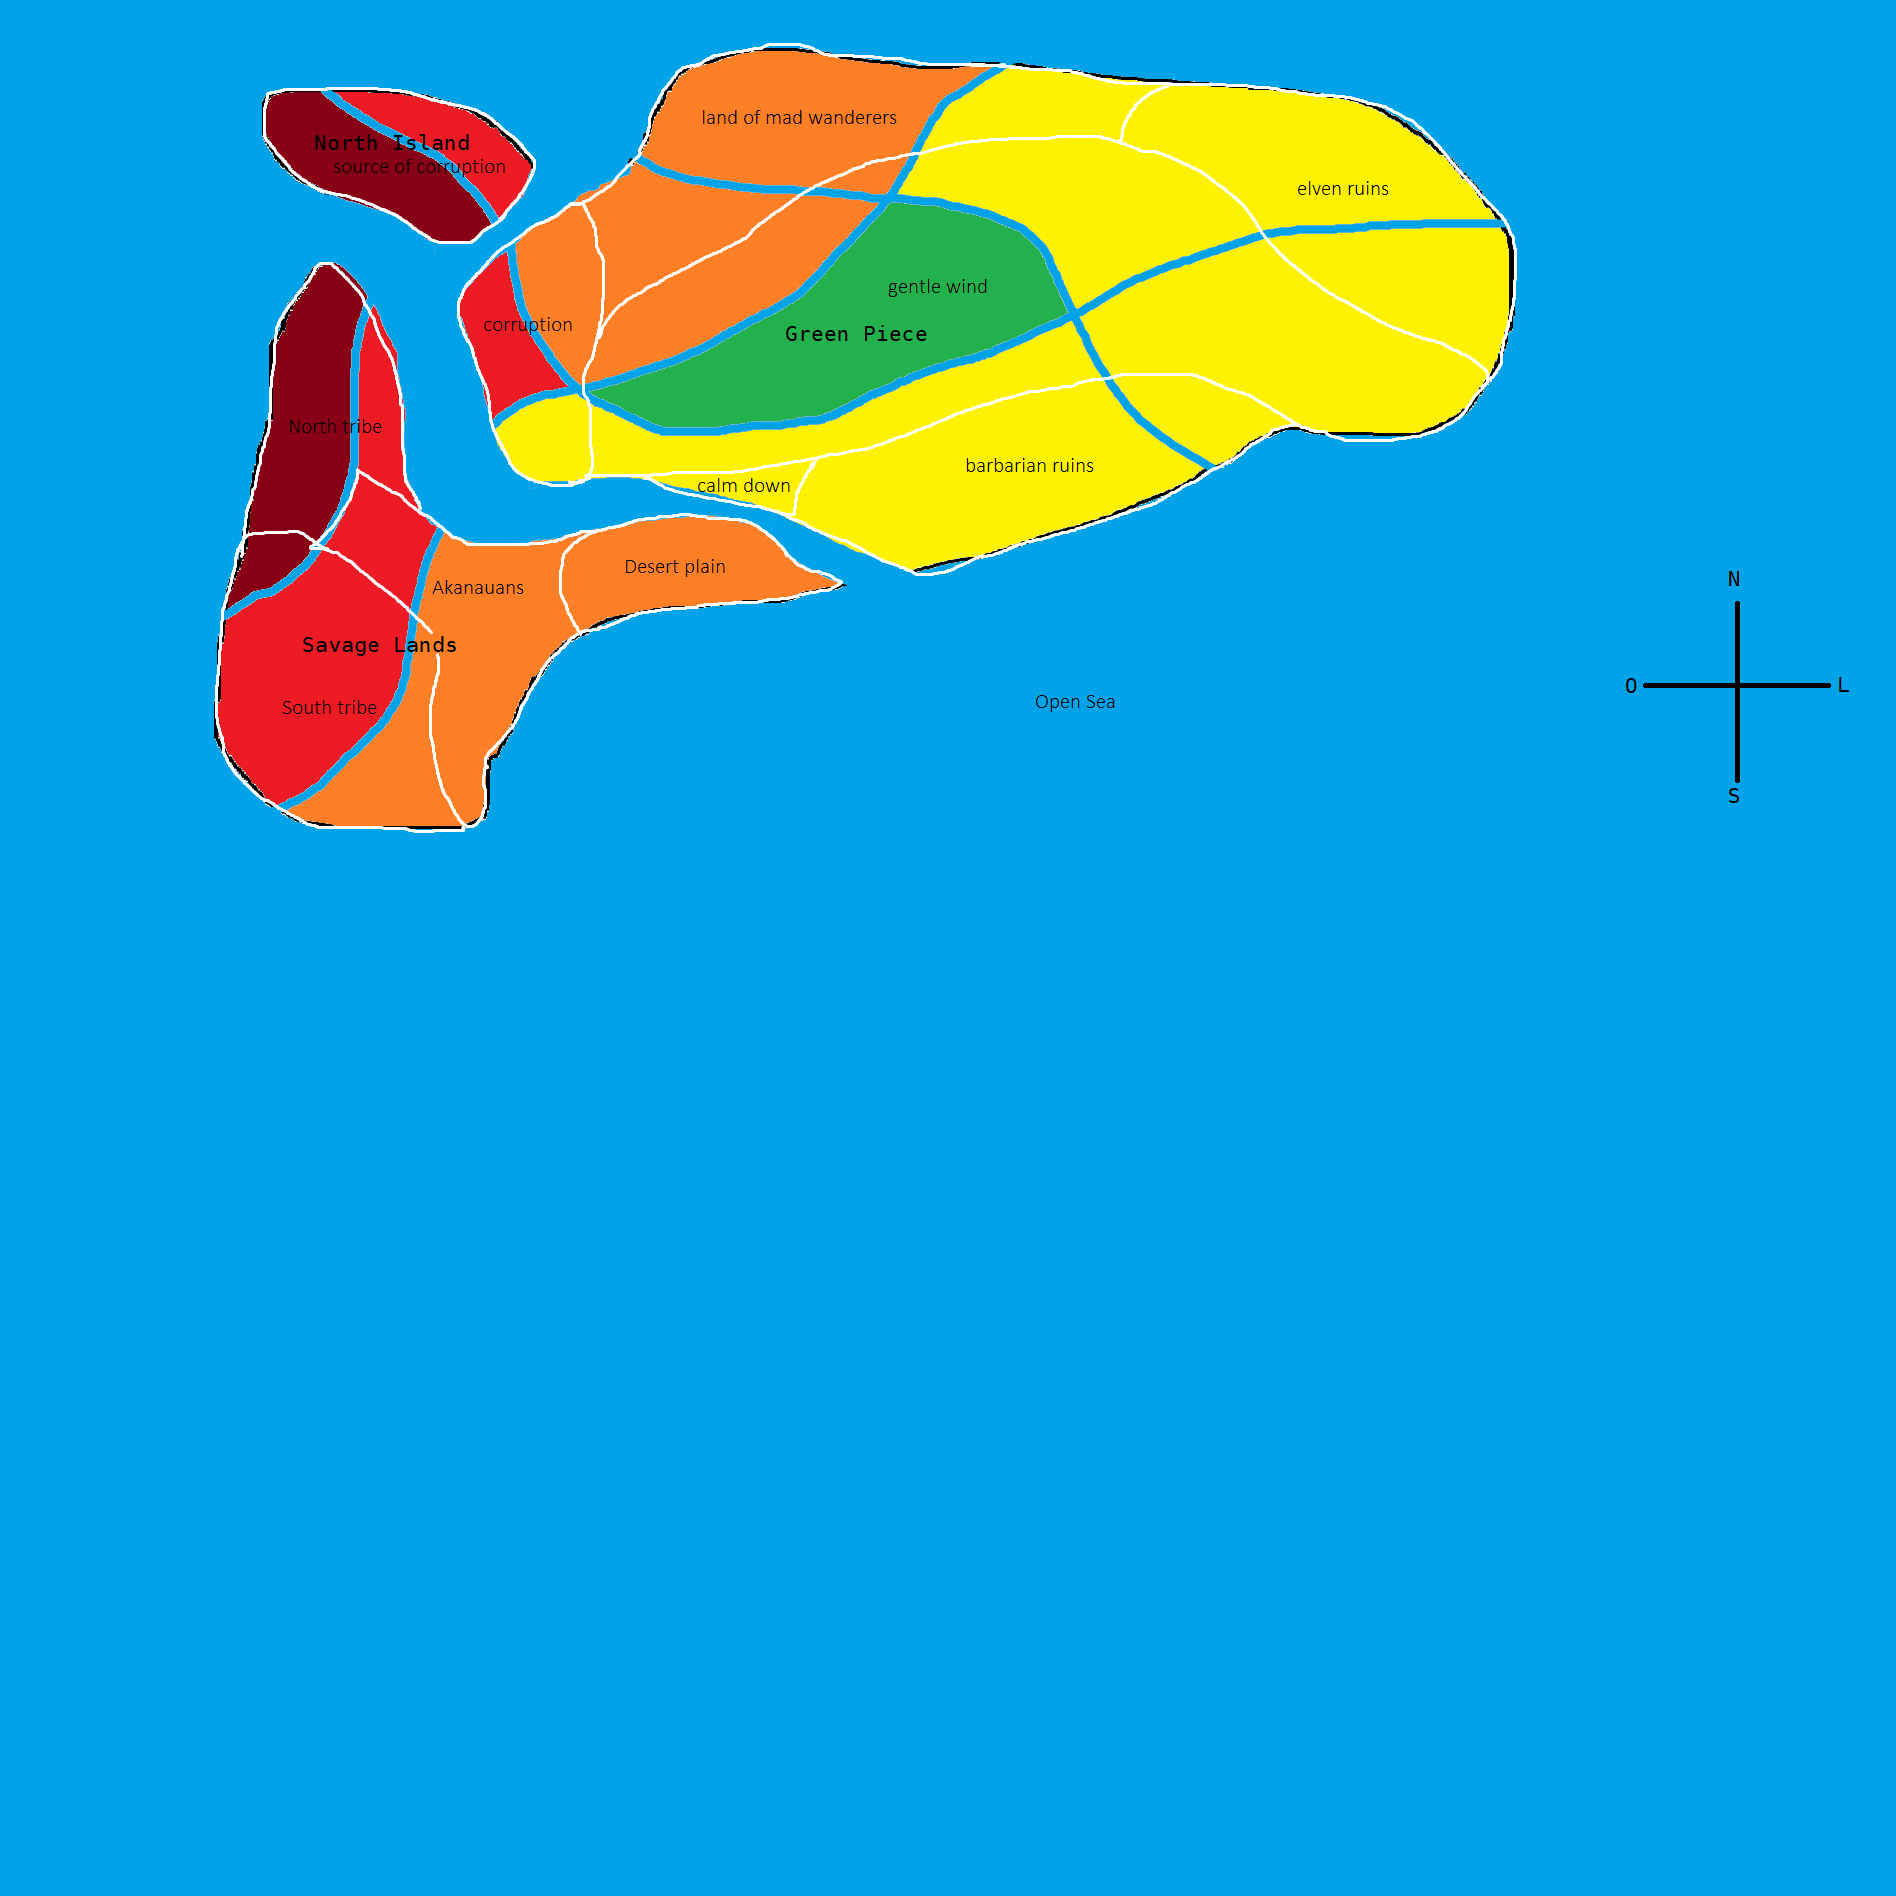 land of mad wanderers
North Island
source of corruption
elven ruins
gentle wind
corruption
Green Piece
North tribe
barbarian ruins
calm down
Desert plain
Akanauans
Savage Lands
South tribe
Open Sea
N
O
L
S